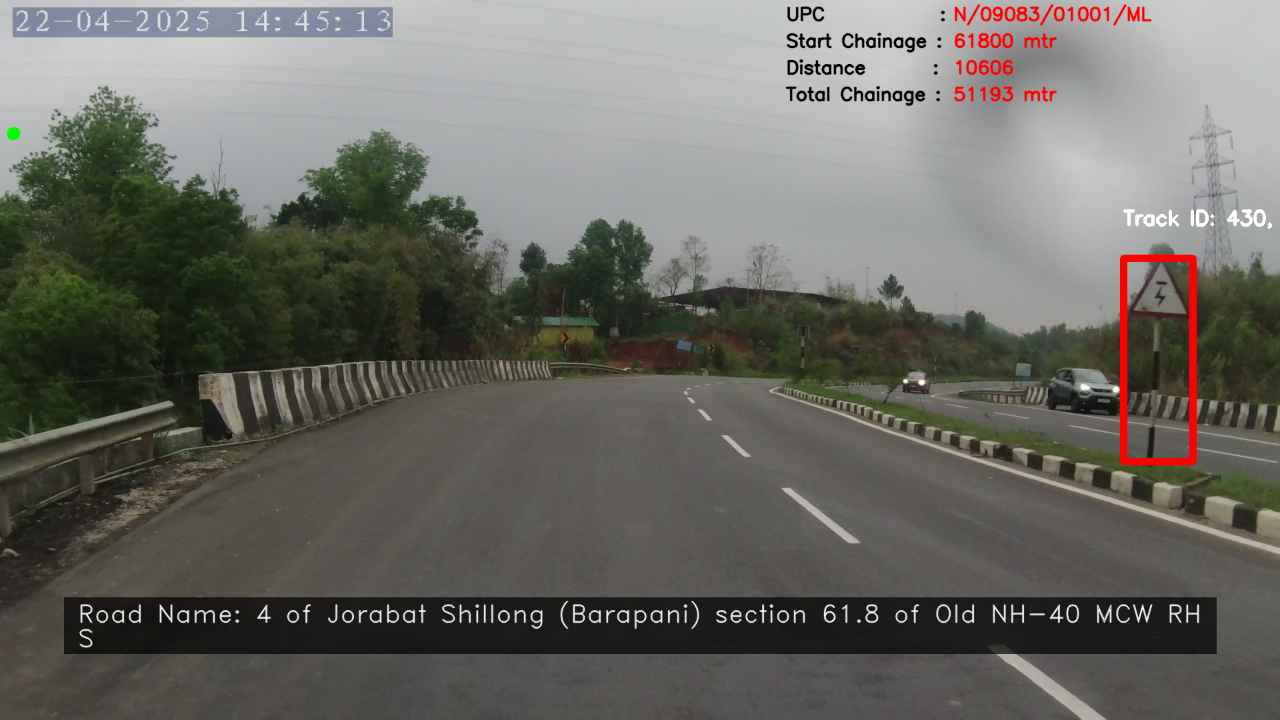 22-04-2025 14:45:13
UPC : N/09083/01001/ML
Start Chainage : 61800 mtr
Distance : 10606
Total Chainage : 51193 mtr
Track ID: 430,
Road Name: 4 of Jorabat Shillong (Barapani) section 61.8 of Old NH-40 MCW RH
S